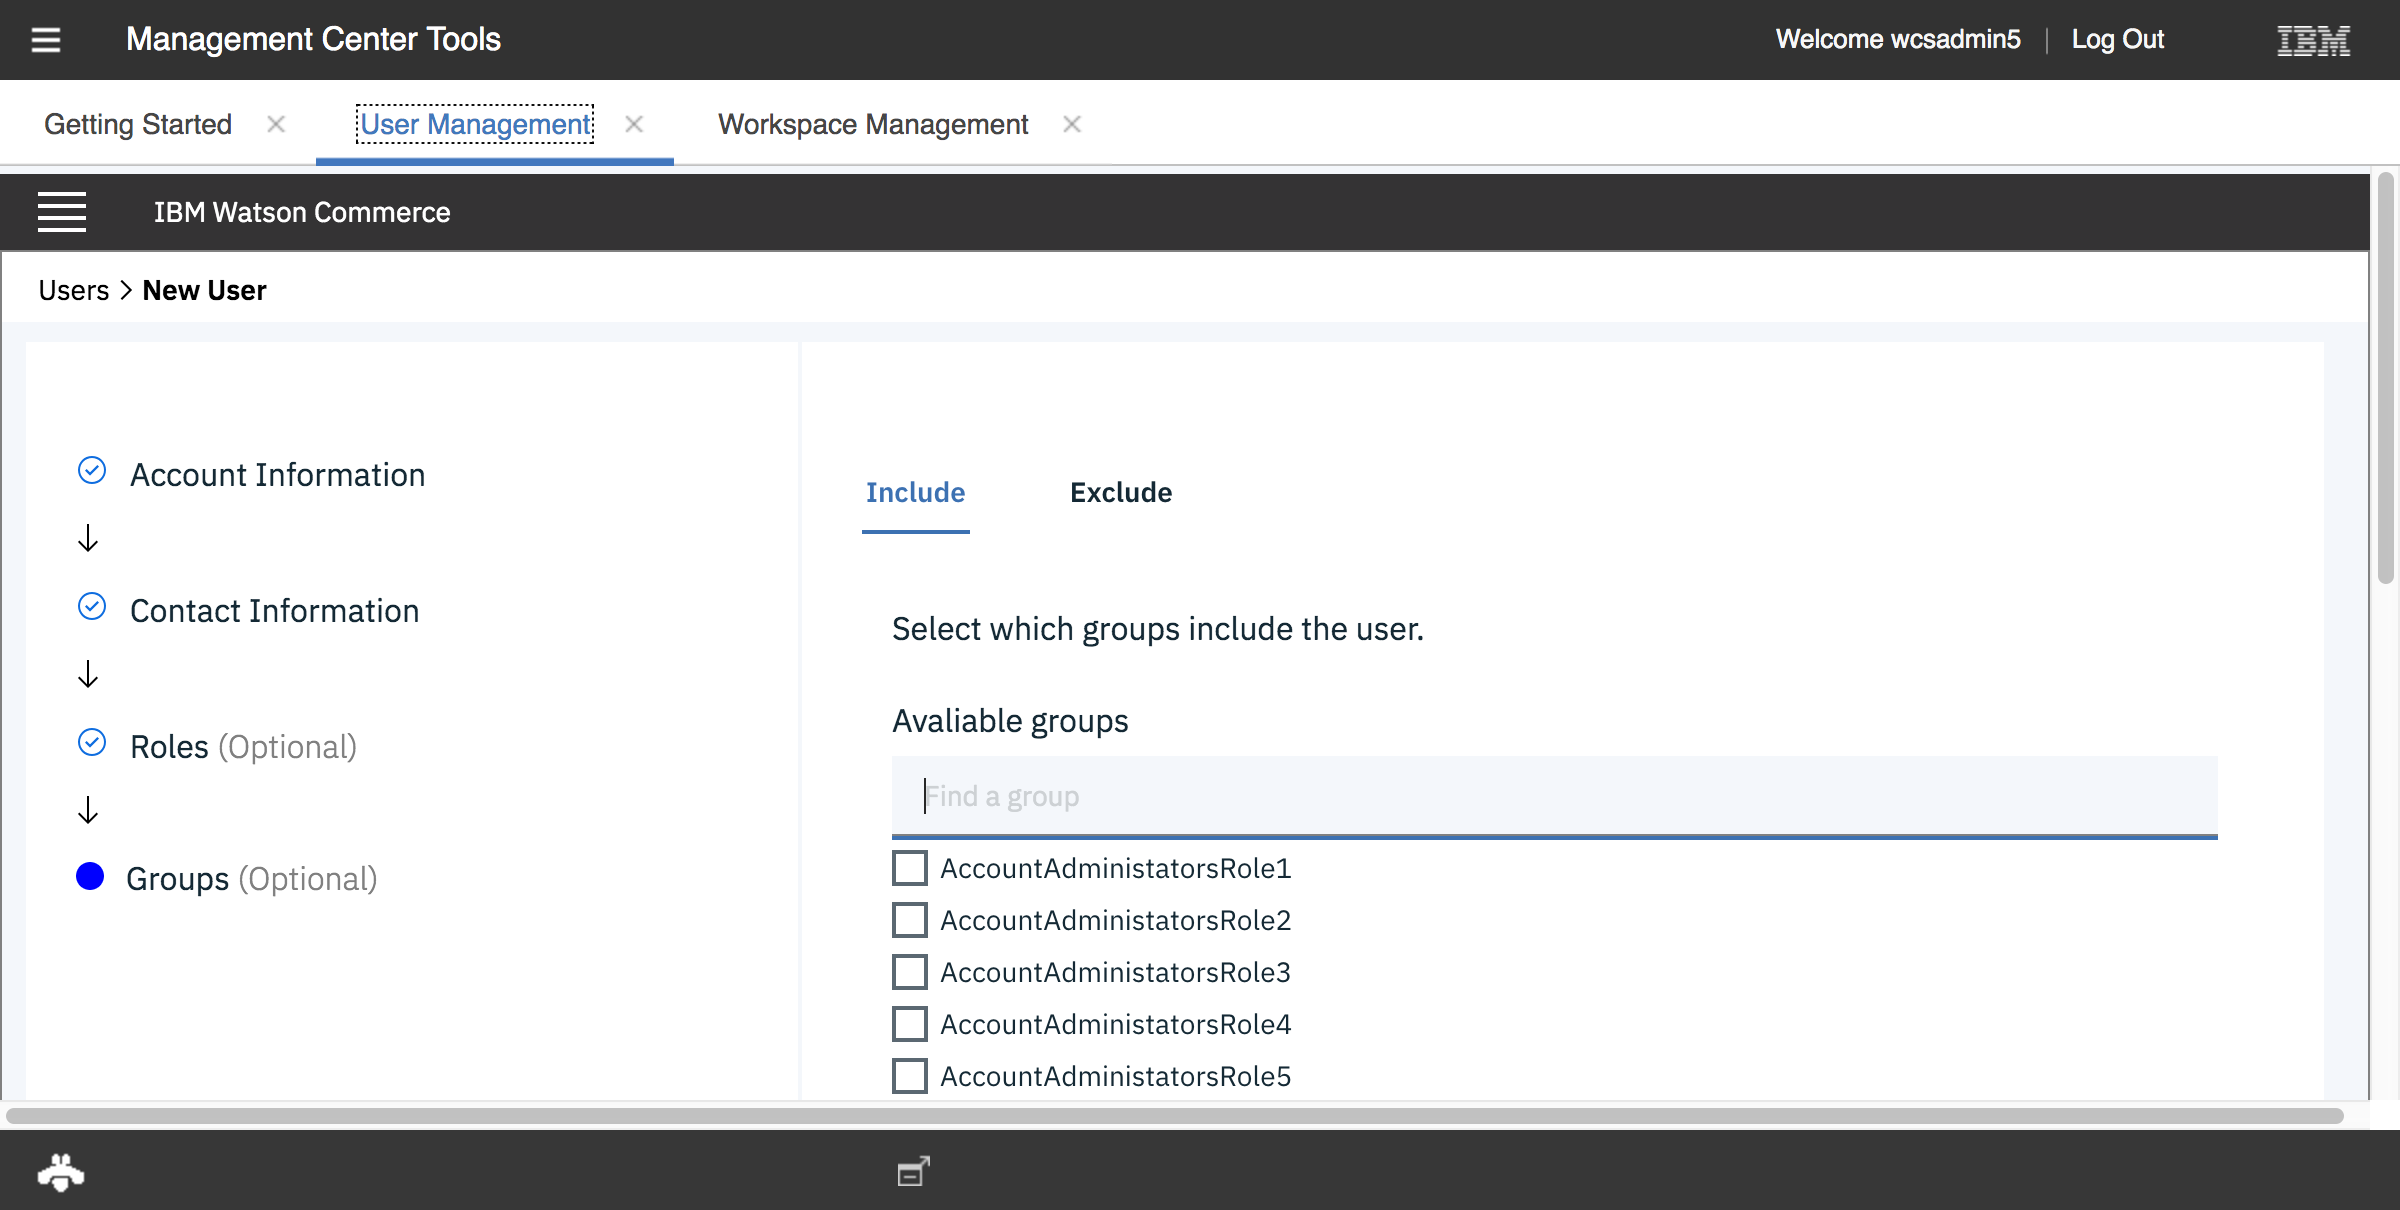 Management Center Tools
Welcome wcsadmin5 | Log Out
IBM
Getting Started
User Management
Workspace Management
IBM Watson Commerce
Users > New User
Account Information
Contact Information
Roles (Optional)
Groups (Optional)
Include
Exclude
Select which groups include the user.
Avaliable groups
Find a group
AccountAdministatorsRole1
AccountAdministatorsRole2
AccountAdministatorsRole3
AccountAdministatorsRole4
AccountAdministatorsRole5